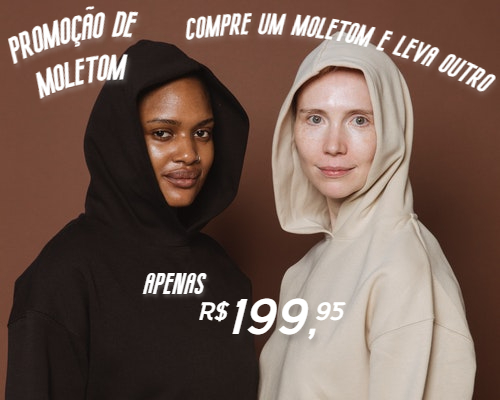 PROMOÇÃO DE
MOLETOM
COMPRE UM MOLETOM E LEVA OUTRO
APENAS
R$199,95